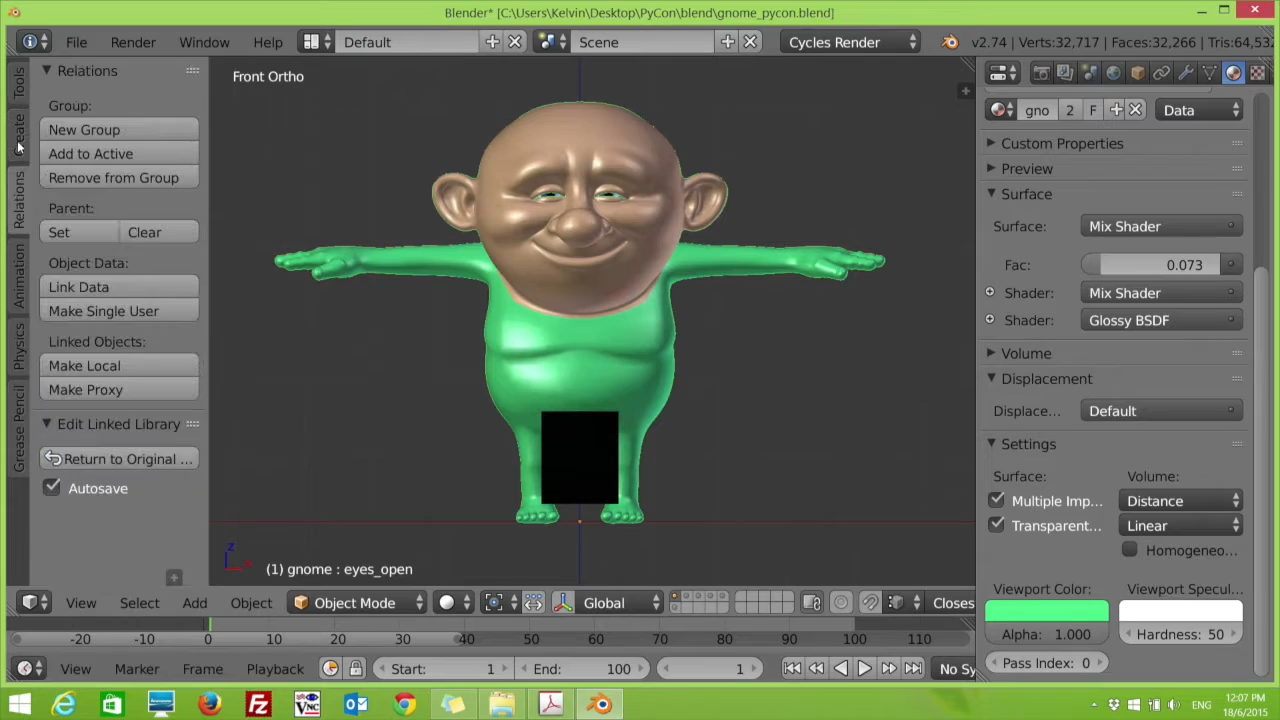 Blender* [C:\Users\Kelvin\Desktop\PyCon\blend\gnome_pycon.blend]
File Render Window Help Default Scene Cycles Render v2.74 | Verts:32,717 | Faces:32,266 | Tris:64,532
Tools
Create
Relations
Animation
Physics
Grease Pencil
Relations
Group:
New Group
Add to Active
Remove from Group
Parent:
Set Clear
Object Data:
Link Data
Make Single User
Linked Objects:
Make Local
Make Proxy
Edit Linked Library
Return to Original ...
Autosave
Front Ortho
z
x
(1) gnome : eyes_open
gno 2 F Data
Custom Properties
Preview
Surface
Surface: Mix Shader
Fac: 0.073
Shader: Mix Shader
Shader: Glossy BSDF
Volume
Displacement
Displace... Default
Settings
Surface: Volume:
Multiple Imp... Distance
Transparent... Linear
Homogeneo...
Viewport Color: Viewport Specul...
Alpha: 1.000 Hardness: 50
Pass Index: 0
View Select Add Object Object Mode Global Closes
-20 -10 0 10 20 30 40 50 60 70 80 90 100 110
View Marker Frame Playback Start: 1 End: 100 1 No Sy
ENG 12:07 PM
18/6/2015